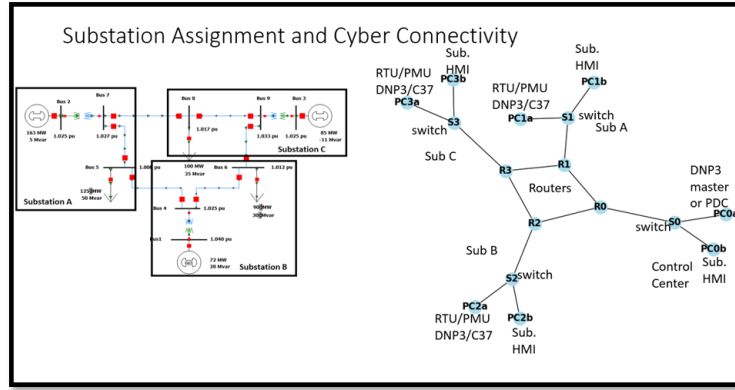 Substation Assignment and Cyber Connectivity
Bus 2
Bus 7
163 MW
5 Mvar
1.025 pu
1.027 pu
Bus 5
125 MW
50 Mvar
Substation A
Bus 8
Bus 9
Bus 3
1.017 pu
1.033 pu
1.025 pu
85 MW
-11 Mvar
Substation C
100 MW
35 Mvar
Bus 6
1.012 pu
Bus 4
1.025 pu
Bus1
1.040 pu
72 MW
28 Mvar
Substation B
Sub.
HMI
PC3b
RTU/PMU
DNP3/C37
PC3a
S3
switch
Sub C
Sub.
HMI
PC1b
RTU/PMU
DNP3/C37
PC1a
S1
switch
Sub A
R3
R1
Routers
R0
R2
DNP3
master
or PDC
PC0a
S0
switch
PC0b
Sub.
HMI
Control
Center
Sub B
S2
switch
PC2a
RTU/PMU
DNP3/C37
PC2b
Sub.
HMI